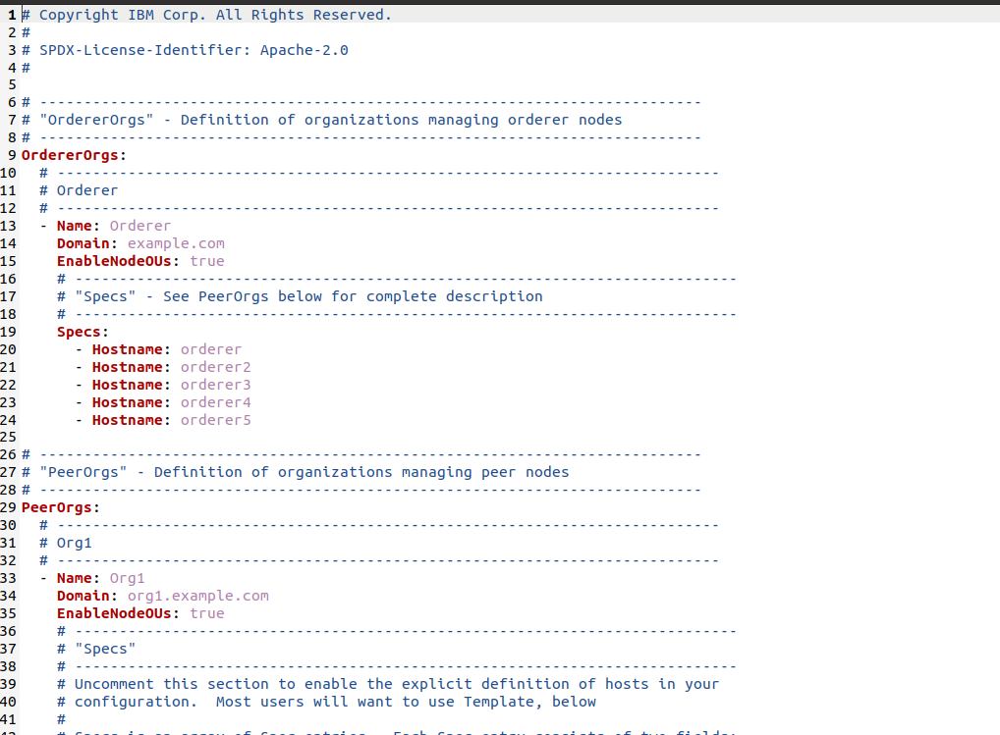 1 # Copyright IBM Corp. All Rights Reserved.
2 #
3 # SPDX-License-Identifier: Apache-2.0
4 #
5
6 # ---------------------------------------------------------------------------
7 # "OrdererOrgs" - Definition of organizations managing orderer nodes
8 # ---------------------------------------------------------------------------
9 OrdererOrgs:
10   # ---------------------------------------------------------------------------
11   # Orderer
12   # ---------------------------------------------------------------------------
13   - Name: Orderer
14     Domain: example.com
15     EnableNodeOUs: true
16     # ---------------------------------------------------------------------------
17     # "Specs" - See PeerOrgs below for complete description
18     # ---------------------------------------------------------------------------
19     Specs:
20       - Hostname: orderer
21       - Hostname: orderer2
22       - Hostname: orderer3
23       - Hostname: orderer4
24       - Hostname: orderer5
25
26 # ---------------------------------------------------------------------------
27 # "PeerOrgs" - Definition of organizations managing peer nodes
28 # ---------------------------------------------------------------------------
29 PeerOrgs:
30   # ---------------------------------------------------------------------------
31   # Org1
32   # ---------------------------------------------------------------------------
33   - Name: Org1
34     Domain: org1.example.com
35     EnableNodeOUs: true
36     # ---------------------------------------------------------------------------
37     # "Specs"
38     # ---------------------------------------------------------------------------
39     # Uncomment this section to enable the explicit definition of hosts in your
40     # configuration.  Most users will want to use Template, below
41     #